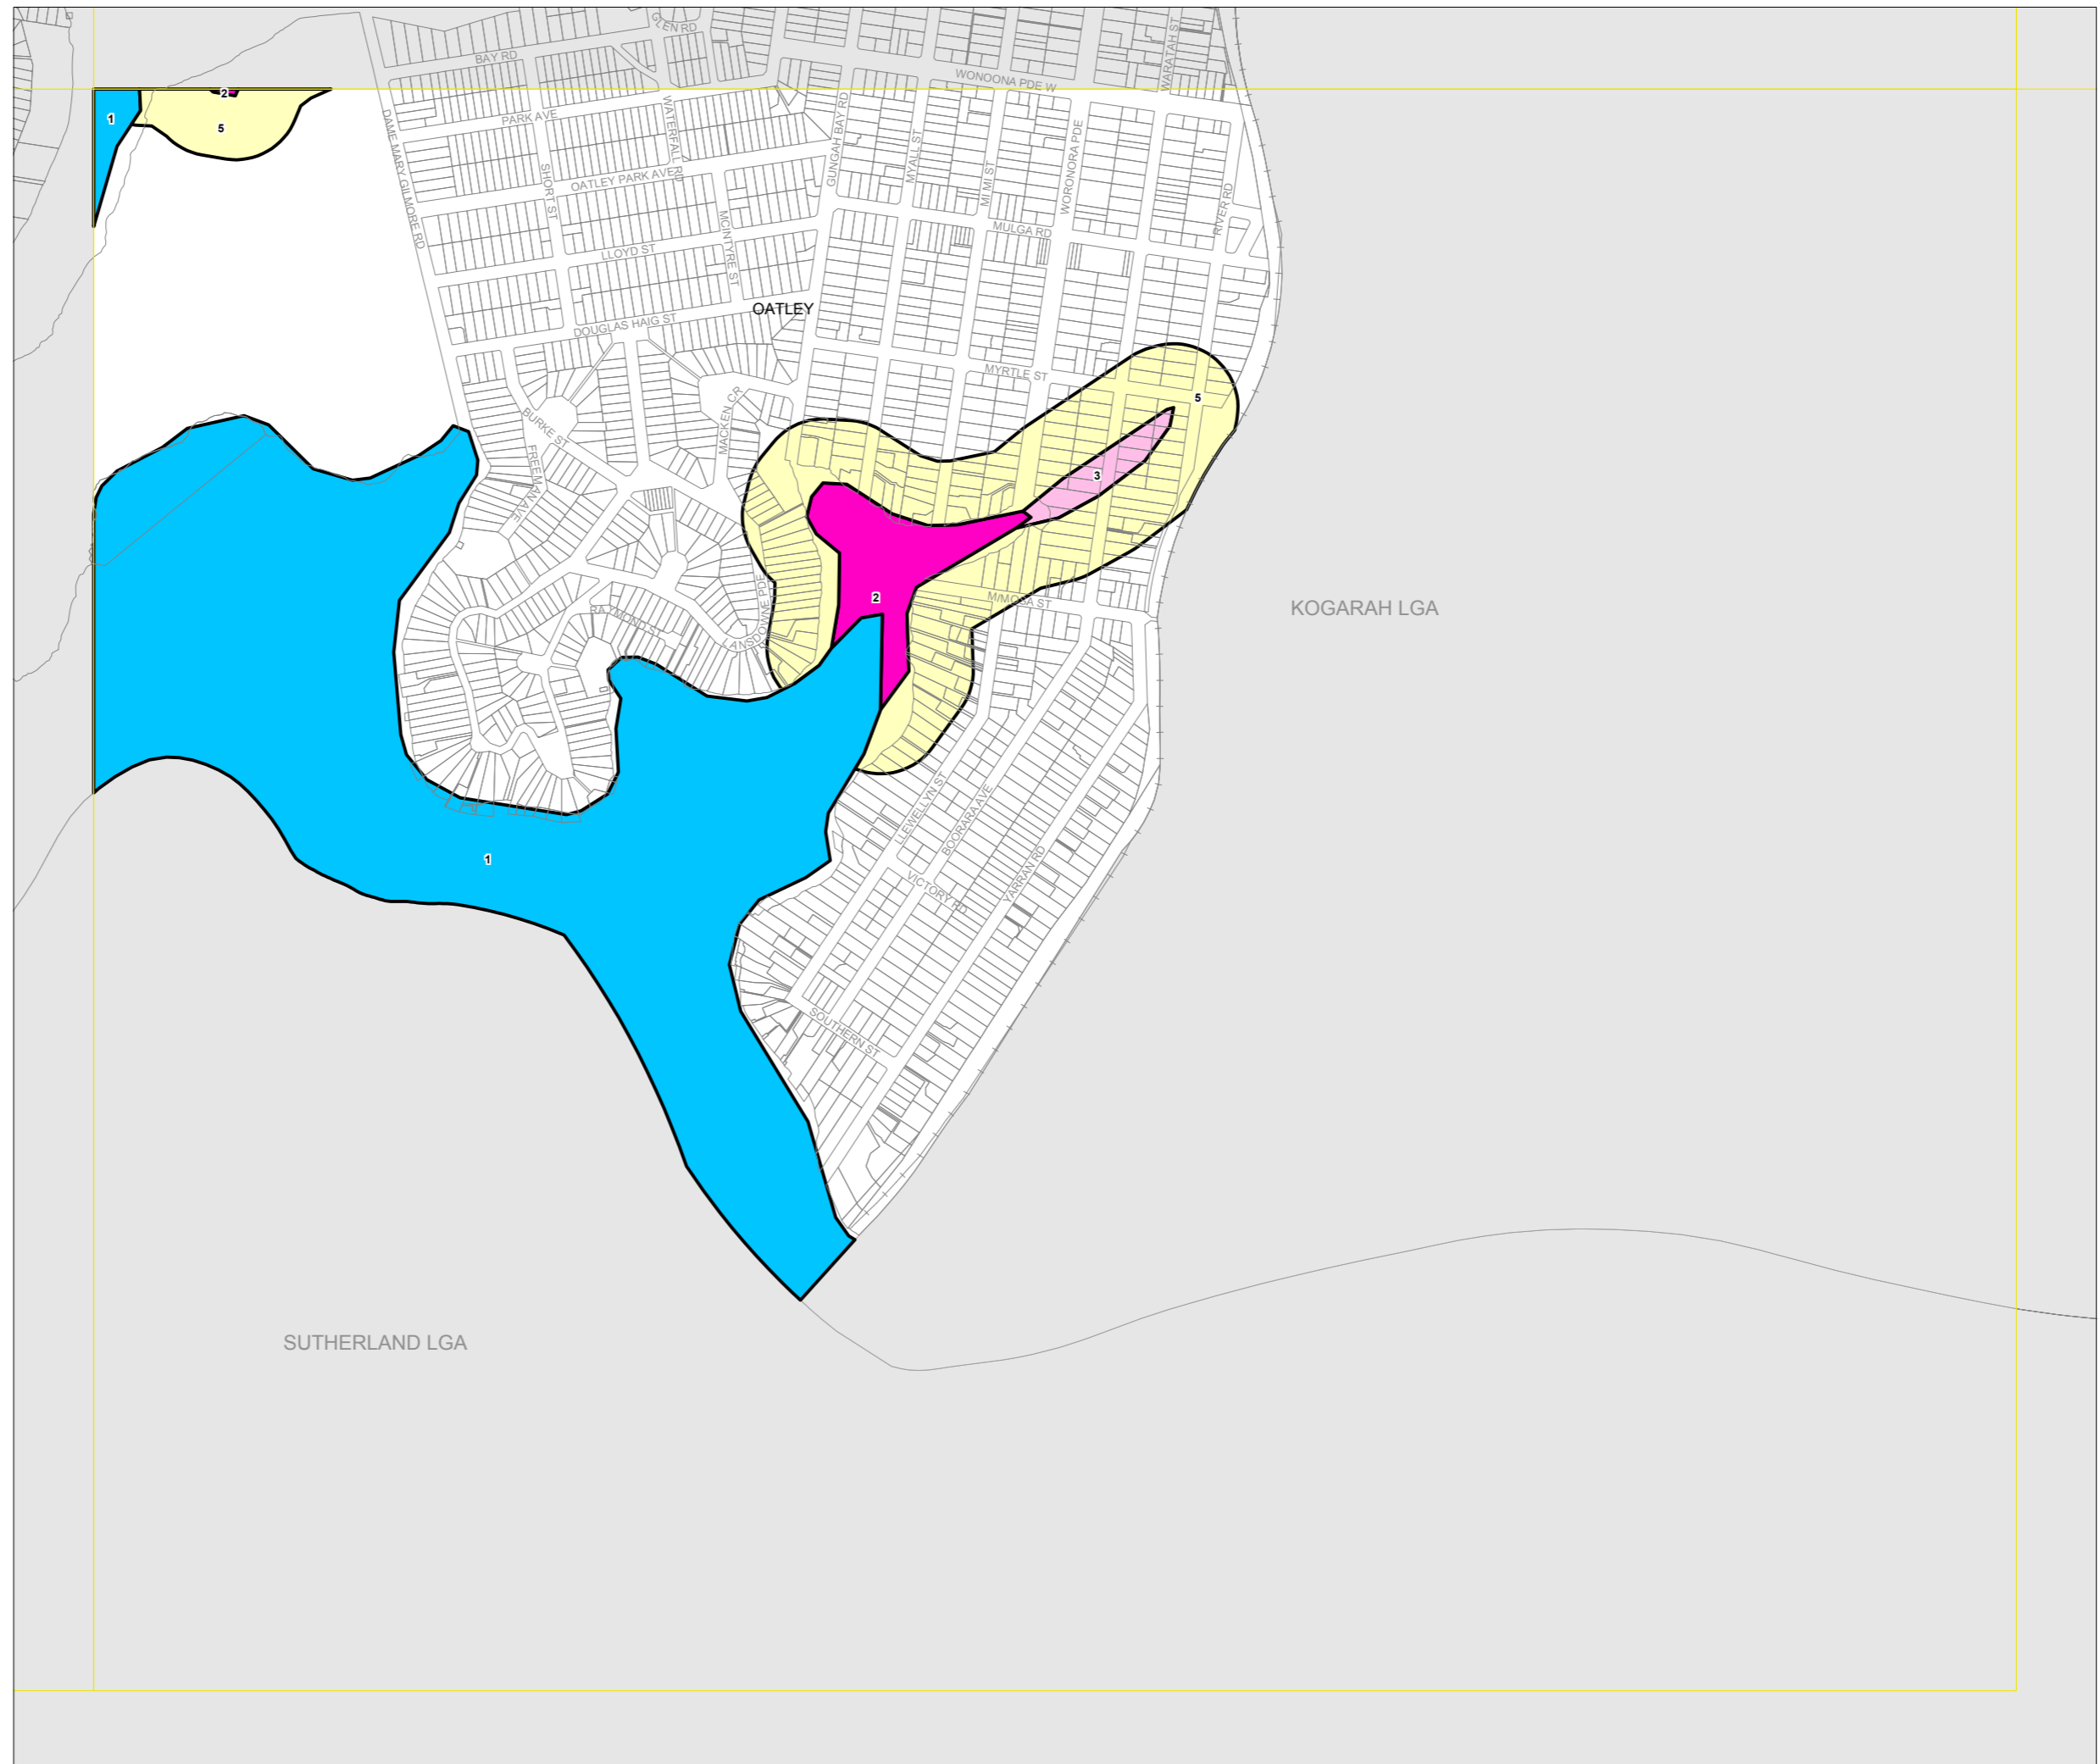 GLEN RD
BAY RD
WARATAH ST
WONOONA PDE W
2
1
5
PARK AVE
WATERFALL RD
DAME MARY GILMORE RD
GUNGAH BAY RD
MYALL ST
MI MI ST
WORONORA PDE
SHORT ST
OATLEY PARK AVE
RIVER RD
MCINTYRE ST
MULGA RD
LLOYD ST
OATLEY
DOUGLAS HAIG ST
MYRTLE ST
5
MACKEN CR
BURKE ST
FREEMAN AVE
3
2
MIMOSA ST
KOGARAH LGA
RAYMOND ST
LANSDOWNE PDE
LLEWELLYN ST
BOORARA AVE
1
VICTORY RD
YARRAN RD
SOUTHERN ST
SUTHERLAND LGA